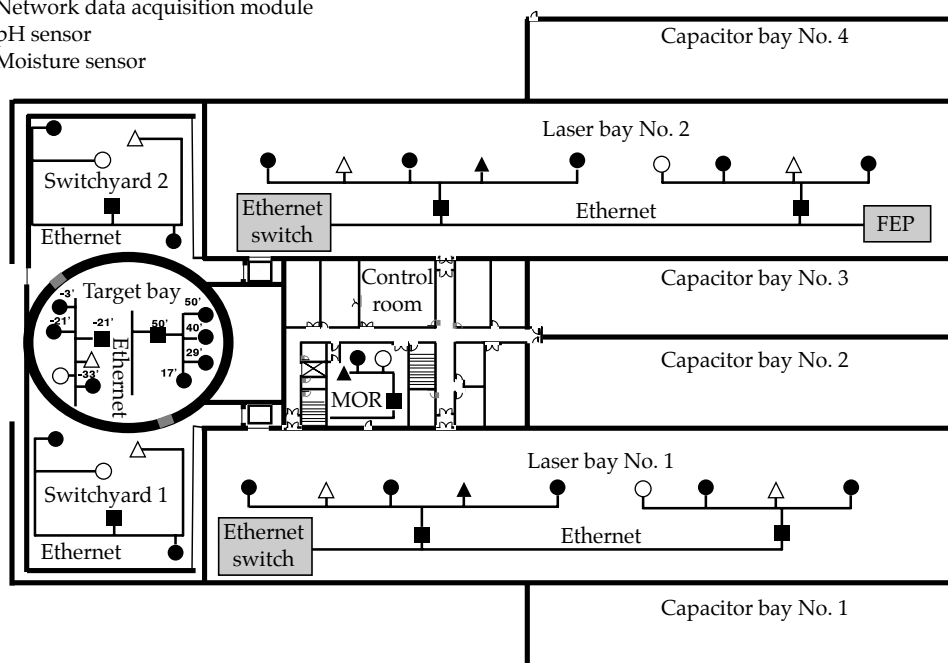 Network data acquisition module
pH sensor
Moisture sensor
Capacitor bay No. 4
Laser bay No. 2
Switchyard 2
Ethernet
Ethernet
switch
Ethernet
FEP
Control
room
Capacitor bay No. 3
Target bay
-3'
-21'
-21'
50'
50'
40'
29'
17'
-33'
Ethernet
Capacitor bay No. 2
MOR
Laser bay No. 1
Switchyard 1
Ethernet
Ethernet
switch
Ethernet
Capacitor bay No. 1